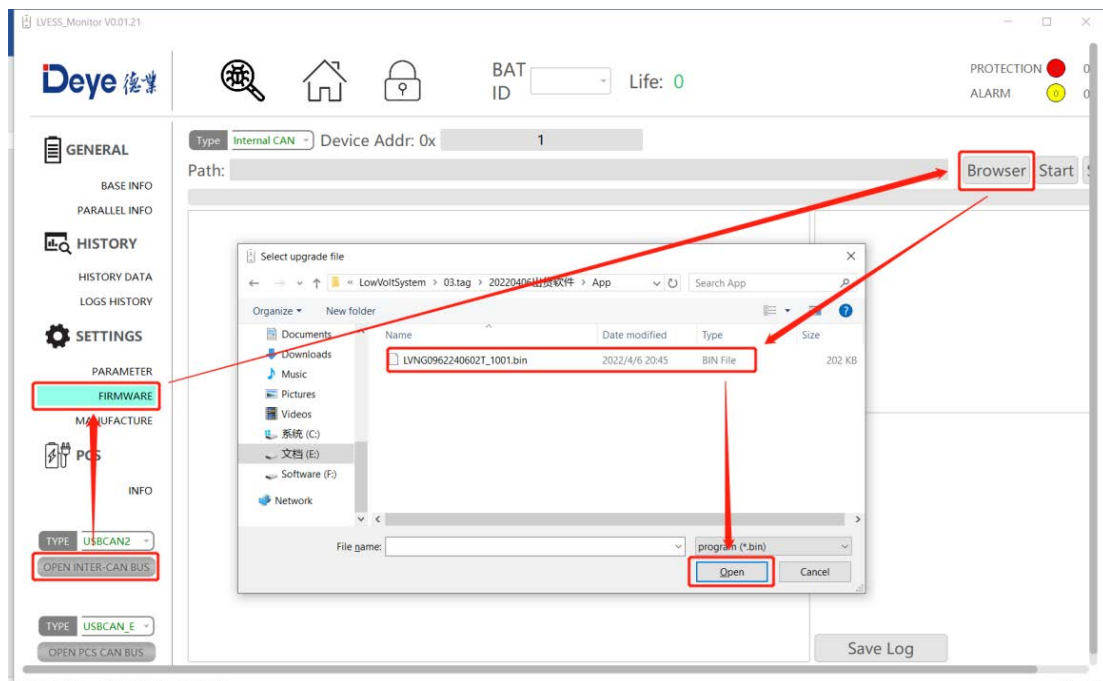 LVESS_Monitor V0.01.21
Deye 德業
BAT
ID
Life: 0
PROTECTION 0
ALARM 0 0
GENERAL
BASE INFO
PARALLEL INFO
HISTORY
HISTORY DATA
LOGS HISTORY
SETTINGS
PARAMETER
FIRMWARE
MANUFACTURE
PCS
INFO
TYPE USBCAN2
OPEN INTER-CAN BUS
TYPE USBCAN_E
OPEN PCS CAN BUS
Type Internal CAN Device Addr: 0x 1
Path: Browser Start
Select upgrade file
« LowVoltSystem > 03.tag > 20220406出货软件 > App
Search App
Organize New folder
Name Date modified Type Size
LVNG0962240602T_1001.bin 2022/4/6 20:45 BIN File 202 KB
Documents
Downloads
Music
Pictures
Videos
系统 (C:)
文档 (E:)
Software (F:)
Network
File name: program (*.bin)
Open Cancel
Save Log